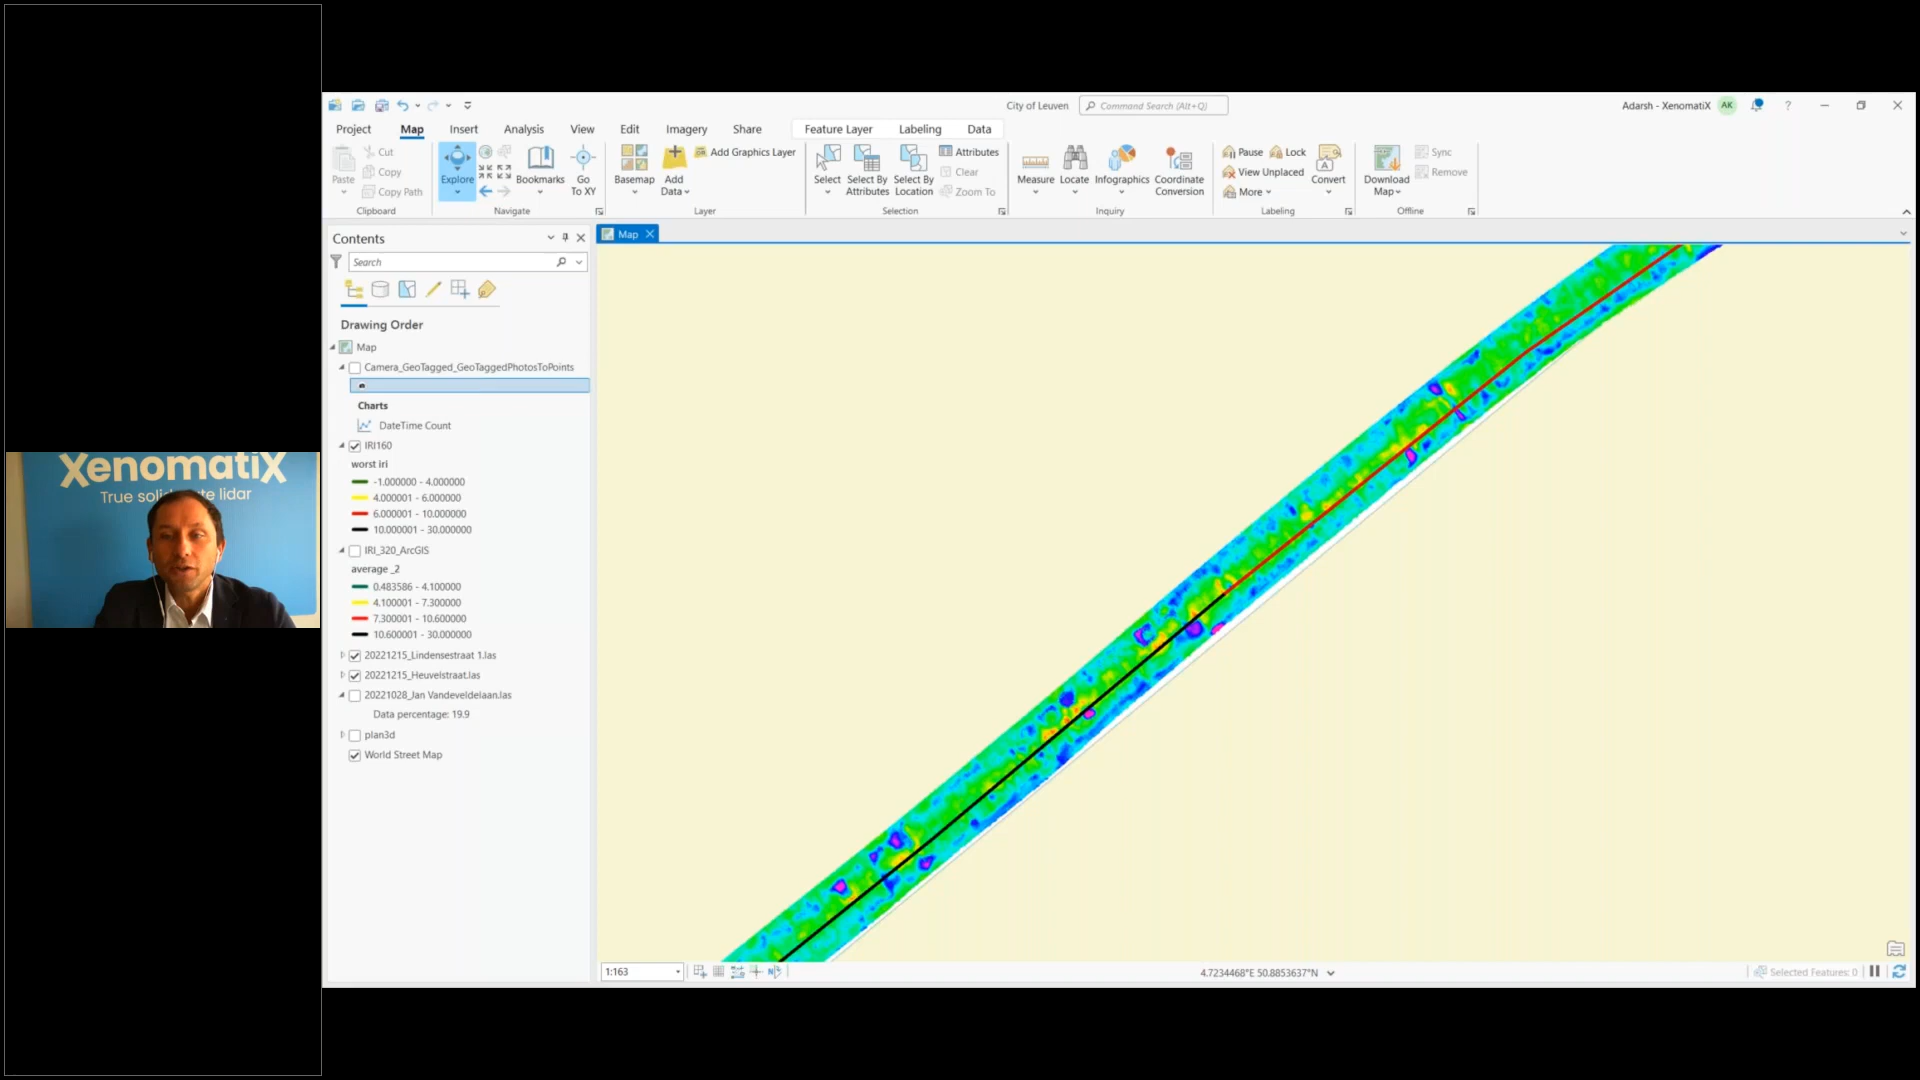 XenomatiX
True solid te lidar
City of Leuven
Command Search (Alt+Q)
Adarsh - XenomatiX
AK
?
Project
Map
Insert
Analysis
View
Edit
Imagery
Share
Feature Layer
Labeling
Data
Paste
Cut
Copy
Copy Path
Clipboard
Explore
Bookmarks
Go
To XY
Navigate
Basemap
Add
Data
Add Graphics Layer
Layer
Select
Select By
Attributes
Select By
Location
Attributes
Clear
Zoom To
Selection
Measure
Locate
Infographics
Coordinate
Conversion
Inquiry
Pause
Lock
View Unplaced
More
Convert
Labeling
Download
Map
Sync
Remove
Offline
Contents
Search
Drawing Order
Map
Camera_GeoTagged_GeoTaggedPhotosToPoints
Charts
DateTime Count
IRI160
worst iri
-1.000000 - 4.000000
4.000001 - 6.000000
6.000001 - 10.000000
10.000001 - 30.000000
IRI_320_ArcGIS
average _2
0.483586 - 4.100000
4.100001 - 7.300000
7.300001 - 10.600000
10.600001 - 30.000000
20221215_Lindensestraat 1.las
20221215_Heuvelstraat.las
20221028_Jan Vandeveldelaan.las
Data percentage: 19.9
plan3d
World Street Map
Map
1:163
4.7234468°E 50.8853637°N
Selected Features: 0